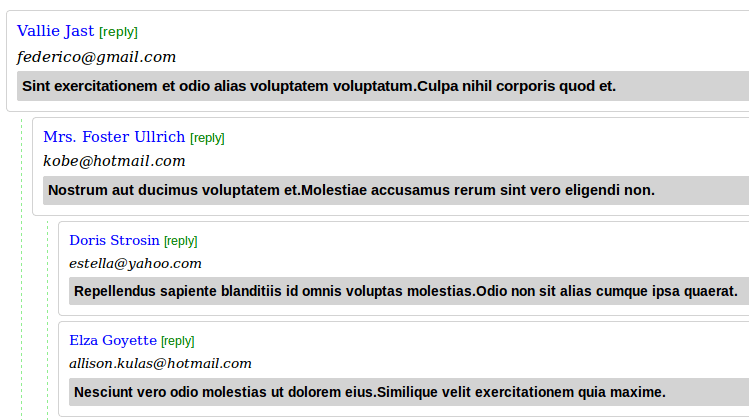 Vallie Jast [reply]
federico@gmail.com
Sint exercitationem et odio alias voluptatem voluptatum.Culpa nihil corporis quod et.
Mrs. Foster Ullrich [reply]
kobe@hotmail.com
Nostrum aut ducimus voluptatem et.Molestiae accusamus rerum sint vero eligendi non.
Doris Strosin [reply]
estella@yahoo.com
Repellendus sapiente blanditiis id omnis voluptas molestias.Odio non sit alias cumque ipsa quaerat.
Elza Goyette [reply]
allison.kulas@hotmail.com
Nesciunt vero odio molestias ut dolorem eius.Similique velit exercitationem quia maxime.